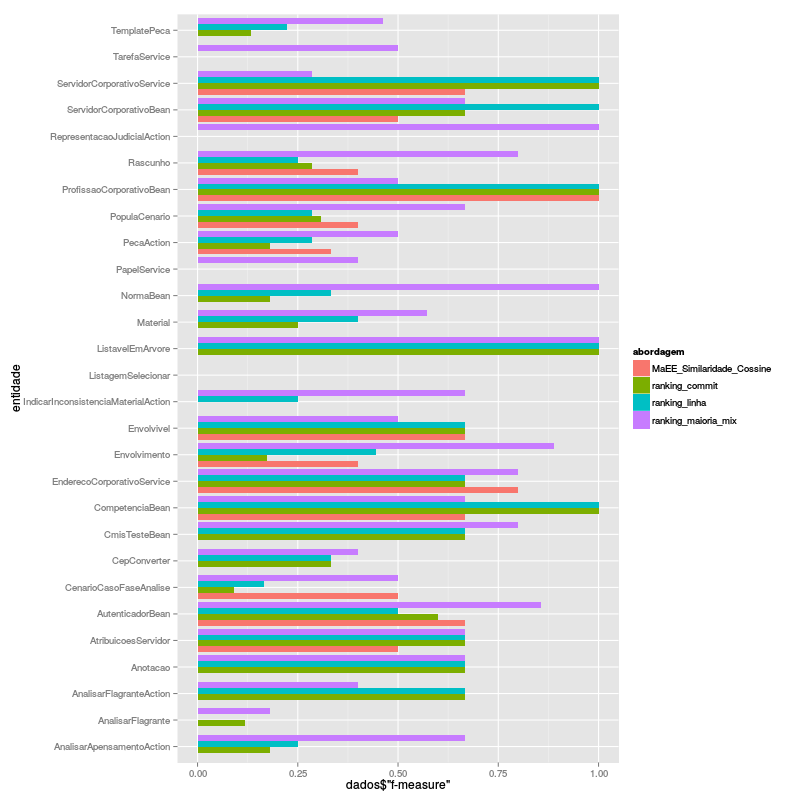 entidade
TemplatePeca
TarefaService
ServidorCorporativoService
ServidorCorporativoBean
RepresentacaoJudicialAction
Rascunho
ProfissaoCorporativoBean
PopulaCenario
PecaAction
PapelService
NormaBean
Material
ListavelEmArvore
ListagemSelecionar
IndicarInconsistenciaMaterialAction
Envolvivel
Envolvimento
EnderecoCorporativoService
CompetenciaBean
CmisTesteBean
CepConverter
CenarioCasoFaseAnalise
AutenticadorBean
AtribuicoesServidor
Anotacao
AnalisarFlagranteAction
AnalisarFlagrante
AnalisarApensamentoAction
0.00 0.25 0.50 0.75 1.00
dados$"f-measure"
abordagem
MaEE_Similaridade_Cossine
ranking_commit
ranking_linha
ranking_maioria_mix